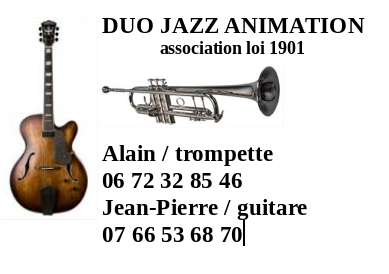 DUO JAZZ ANIMATION
association loi 1901
Alain / trompette
06 72 32 85 46
Jean-Pierre / guitare
07 66 53 68 70